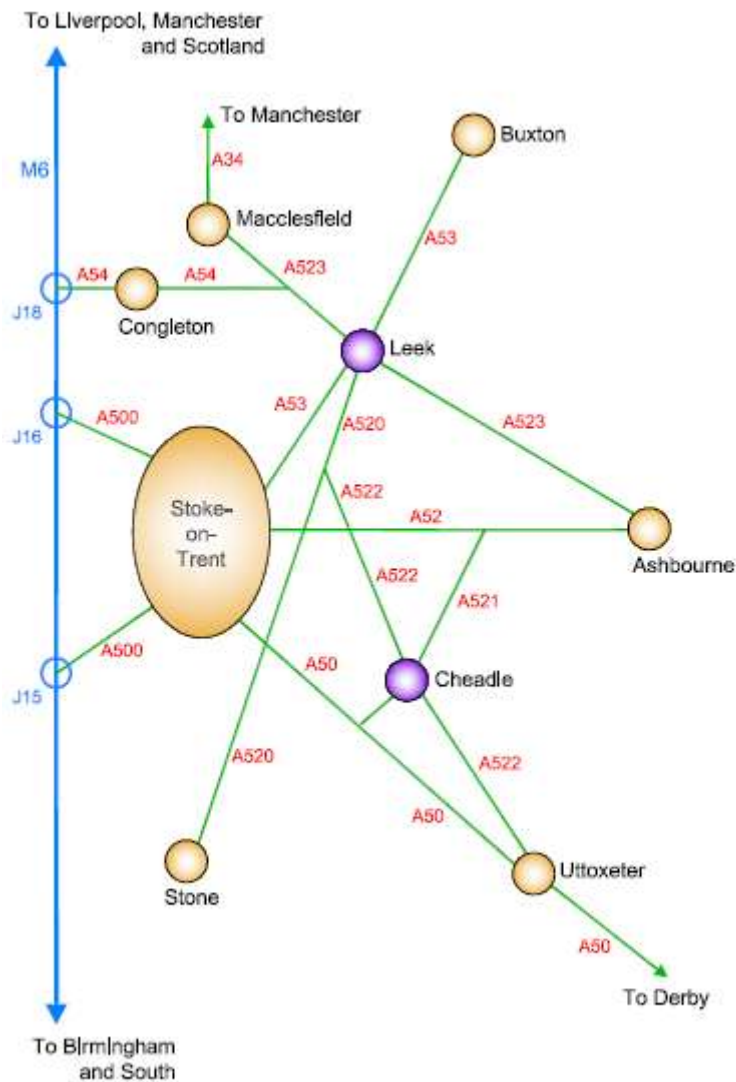 To Liverpool, Manchester
and Scotland
To Manchester
Buxton
A34
M6
Macclesfield
A53
A523
A54
A54
J18
Congleton
Leek
A53
A500
A520
A523
J16
A522
Stoke-
on-
Trent
A52
Ashbourne
A522
A521
A500
A50
Cheadle
J15
A520
A522
A50
Uttoxeter
Stone
A50
To Derby
To Birmingham
and South